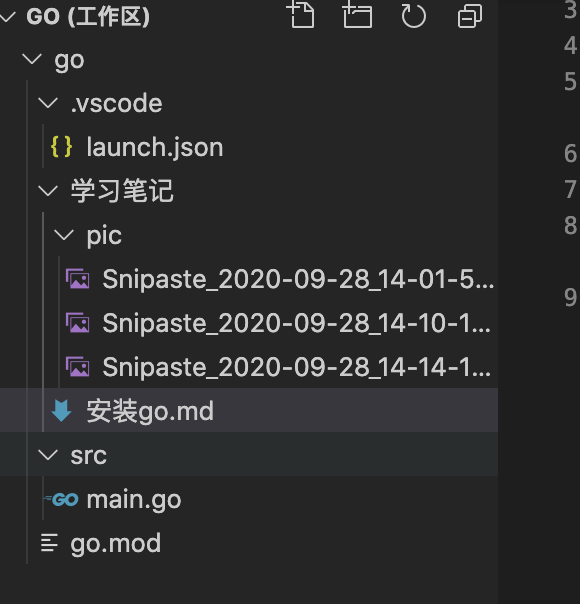 GO (工作区)
3
4
go
5
.vscode
{} launch.json
6
学习笔记
7
pic
8
Snipaste_2020-09-28_14-01-5...
9
Snipaste_2020-09-28_14-10-1...
Snipaste_2020-09-28_14-14-1...
安装go.md
src
GO main.go
go.mod